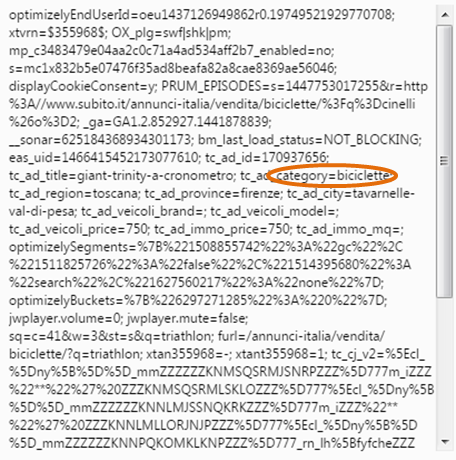 optimizelyEndUserId=oeu1437126949862r0.19749521929770708;
xtvrn=$355968$; OX_plg=swf|shk|pm;
mp_c3483479e04aa2c0c71a4ad534aff2b7_enabled=no;
s=mc1x832b5e07476f35ad8beafa82a8cae8369ae56046;
displayCookieConsent=y; PRUM_EPISODES=s=1447753017255&r=http
%3A//www.subito.it/annunci-italia/vendita/biciclette/%3Fq%3Dcinelli
%26o%3D2; _ga=GA1.2.852927.1441878839;
__sonar=625184368934301173; bm_last_load_status=NOT_BLOCKING;
eas_uid=1466415452173077610; tc_ad_id=170937656;
tc_ad_title=giant-trinity-a-cronometro; tc_ad_category=biciclette;
tc_ad_region=toscana; tc_ad_province=firenze; tc_ad_city=tavarnelle-
val-di-pesa; tc_ad_veicoli_brand=; tc_ad_veicoli_model=;
tc_ad_veicoli_price=750; tc_ad_immo_price=750; tc_ad_immo_mq=;
optimizelySegments=%7B%221508855742%22%3A%22gc%22%2C
%221511825726%22%3A%22false%22%2C%221514395680%22%3A
%22search%22%2C%221627560217%22%3A%22none%22%7D;
optimizelyBuckets=%7B%226297271285%22%3A%220%22%7D;
jwplayer.volume=0; jwplayer.mute=false;
sq=c=41&w=3&st=s&q=triathlon; furl=/annunci-italia/vendita/
biciclette/?q=triathlon; xtan355968=-; xtant355968=1; tc_cj_v2=%5Ecl_
%5Dny%5B%5D%5D_mmZZZZZZKNMSQSRMJSNRPZZZ%5D777m_iZZZ
%22**%22%27%20ZZZKNMSQSRMLSKLOZZZ%5D777%5Ecl_%5Dny%5B
%5D%5D_mmZZZZZZKNNLMJSSNQKRKZZZ%5D777m_iZZZ%22**
%22%27%20ZZZKNNLMLLORJNJPZZZ%5D777%5Ecl_%5Dny%5B%5D
%5D_mmZZZZZZKNNPQKOMKLKNPZZZ%5D777_rn_lh%5BfyfcheZZZ